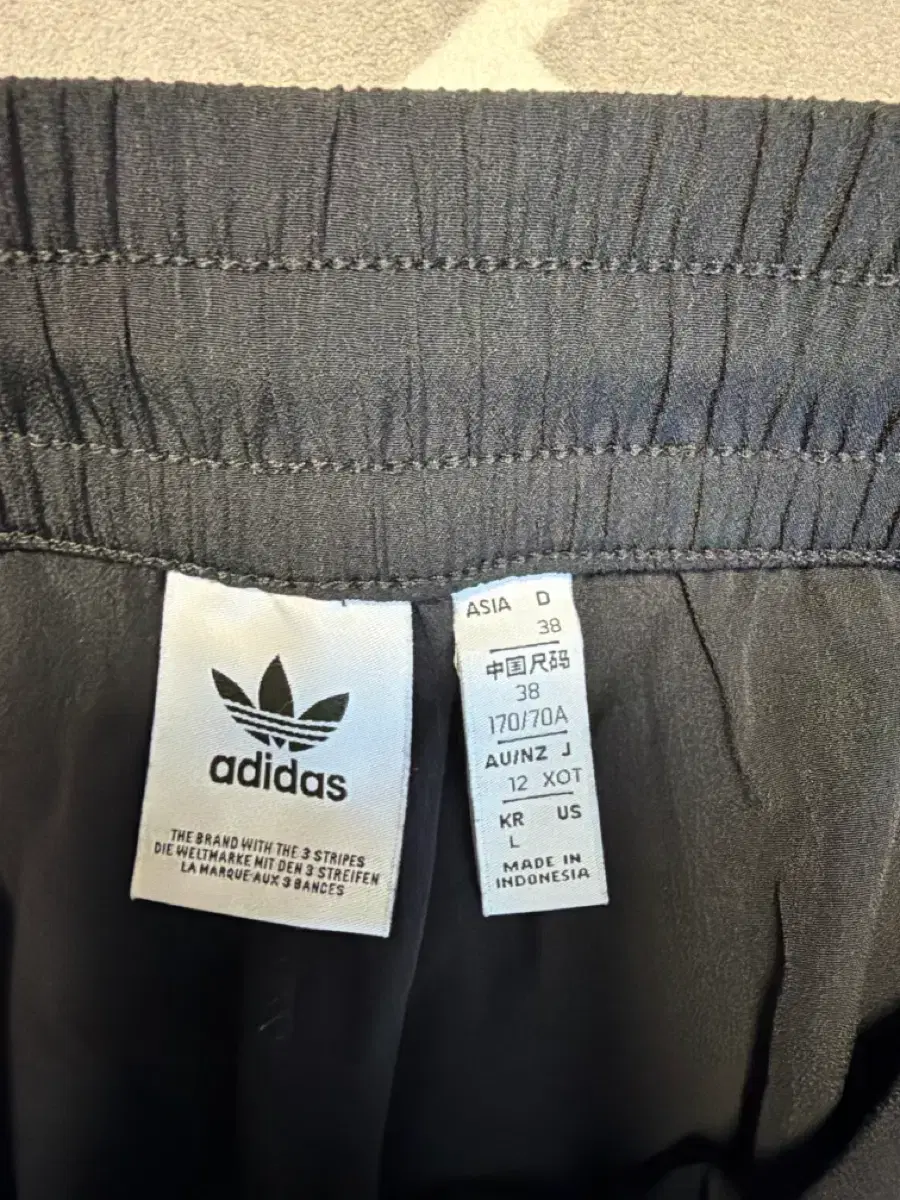 adidas
THE BRAND WITH THE 3 STRIPES
DIE WELTMARKE MIT DEN 3 STREIFEN
LA MARQUE AUX 3 BANDES
ASIA D
38
中国尺码
38
170/70A
AU/NZ J
12 XOT
KR US
L
MADE IN
INDONESIA